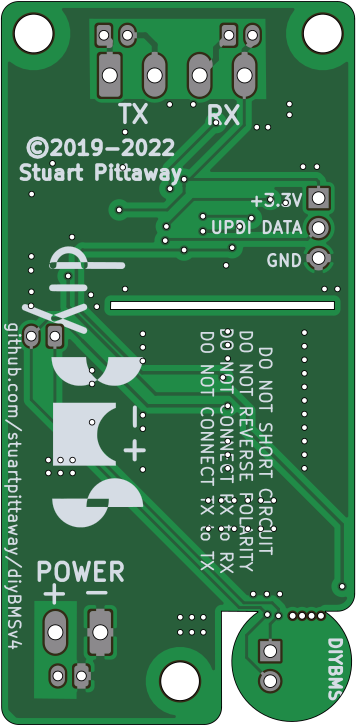 TX RX
©2019-2022
Stuart Pittaway
+3.3V
UPDI DATA
GND
DO NOT SHORT CIRCUIT
DO NOT REVERSE POLARITY
DO NOT CONNECT RX to RX
DO NOT CONNECT TX to TX
github.com/stuartpittaway/diyBMSv4
- +
POWER
+ -
DIYBMS